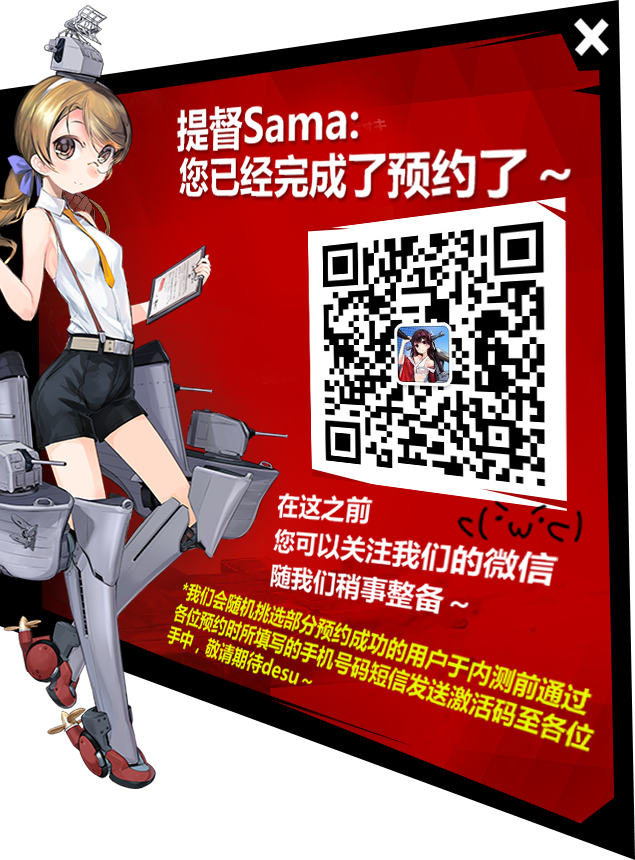 提督Sama:
您已经完成了预约了~
在这之前
您可以关注我们的微信
随我们稍事整备~
*我们会随机挑选部分预约成功的用户于内测前通过
各位预约时所填写的手机号码短信发送激活码至各位
手中，敬请期待desu~